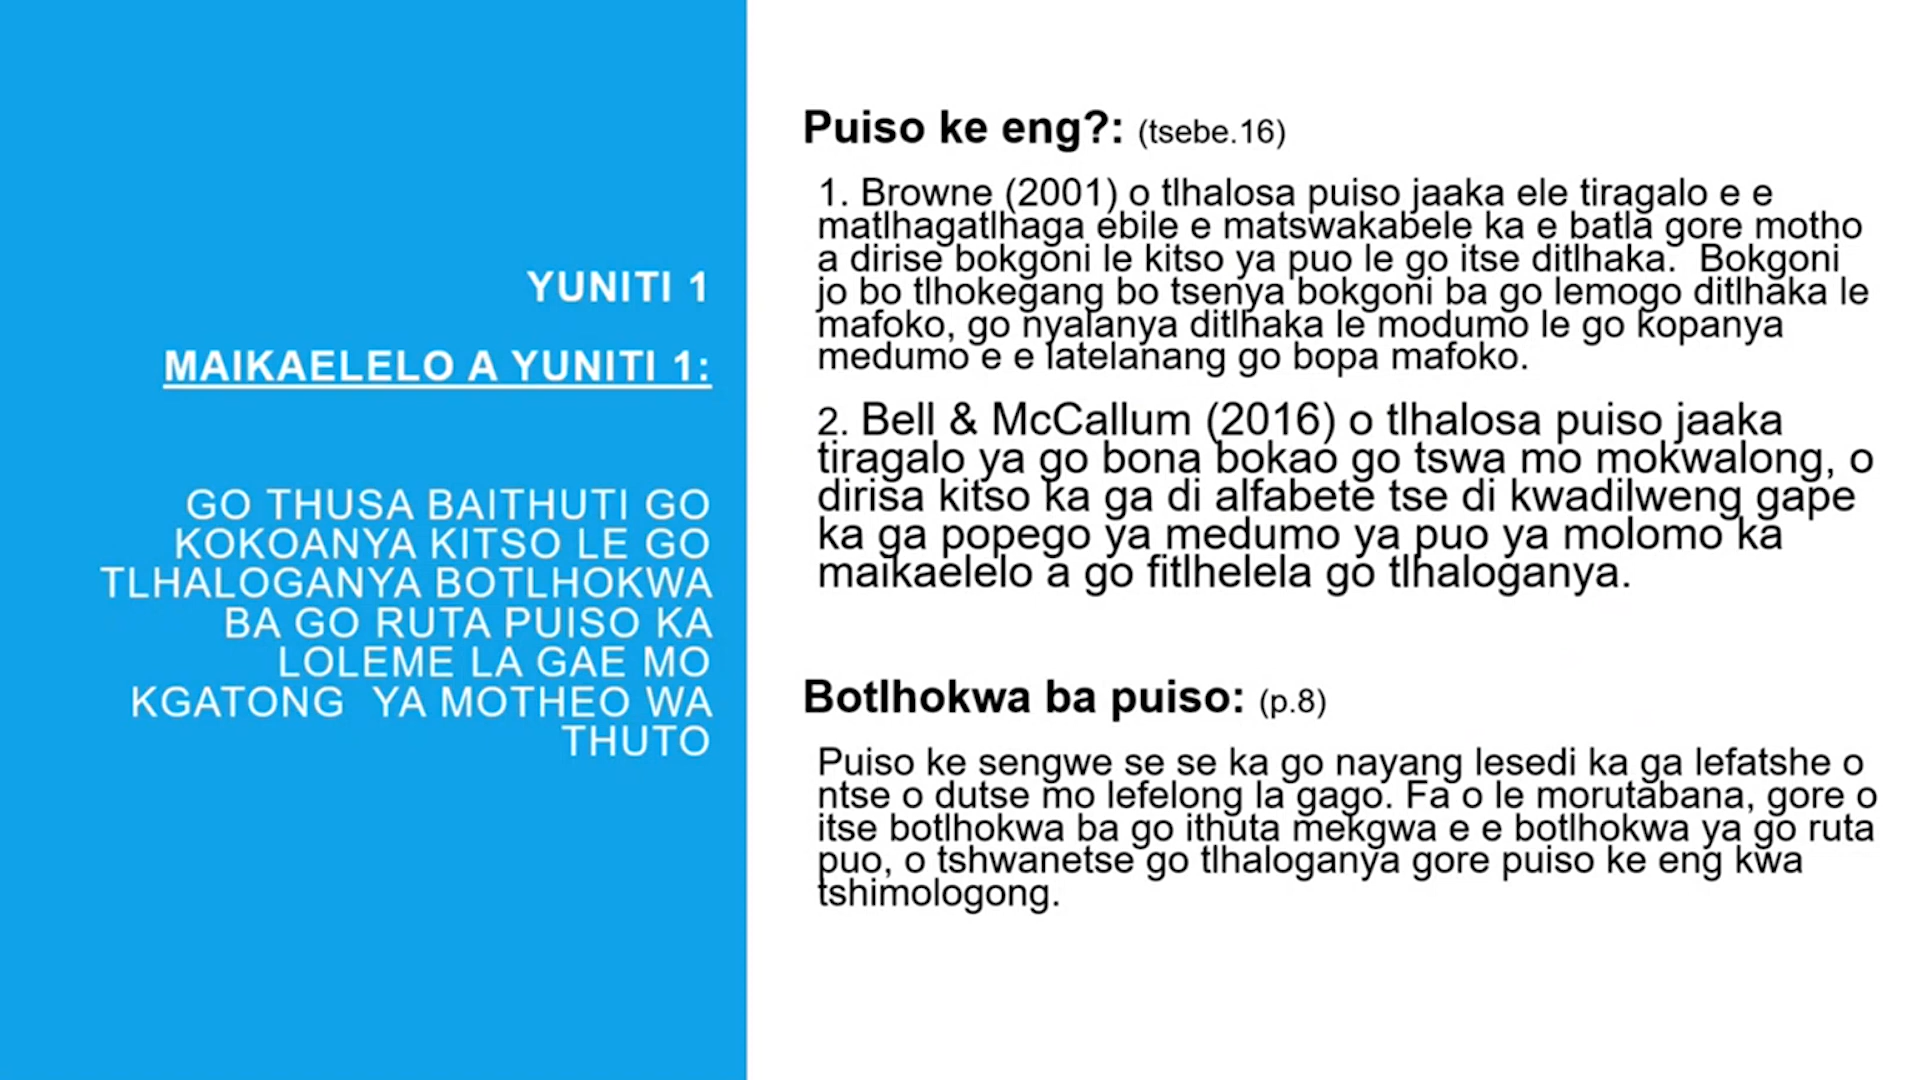 YUNITI 1
MAIKAELELO A YUNITI 1:
GO THUSA BAITHUTI GO
KOKOANYA KITSO LE GO
TLHALOGANYA BOTLHOKWA
BA GO RUTA PUISO KA
LOLEME LA GAE MO
KGATONG YA MOTHEO WA
THUTO
Puiso ke eng?: (tsebe.16)
1. Browne (2001) o tlhalosa puiso jaaka ele tiragalo e e
matlhagatlhaga ebile e matswakabele ka e batla gore motho
a dirise bokgoni le kitso ya puo le go itse ditlhaka. Bokgoni
jo bo tlhokegang bo tsenya bokgoni ba go lemogo ditlhaka le
mafoko, go nyalanya ditlhaka le modumo le go kopanya
medumo e e latelanang go bopa mafoko.
2. Bell & McCallum (2016) o tlhalosa puiso jaaka
tiragalo ya go bona bokao go tswa mo mokwalong, o
dirisa kitso ka ga di alfabete tse di kwadilweng gape
ka ga popego ya medumo ya puo ya molomo ka
maikaelelo a go fitlhelela go tlhaloganya.
Botlhokwa ba puiso: (p.8)
Puiso ke sengwe se se ka go nayang lesedi ka ga lefatshe o
ntse o dutse mo lefelong la gago. Fa o le morutabana, gore o
itse botlhokwa ba go ithuta mekgwa e e botlhokwa ya go ruta
puo, o tshwanetse go tlhaloganya gore puiso ke eng kwa
tshimologong.